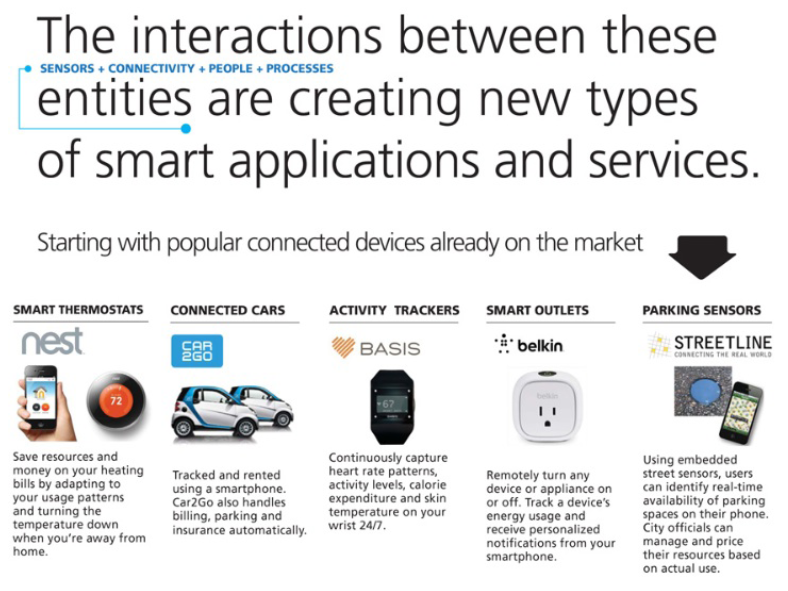 The interactions between these
SENSORS + CONNECTIVITY + PEOPLE + PROCESSES
entities are creating new types
of smart applications and services.
Starting with popular connected devices already on the market
SMART THERMOSTATS
nest
72
Save resources and
money on your heating
bills by adapting to
your usage patterns
and turning the
temperature down
when you're away from
home.
CONNECTED CARS
CAR
2GO
Tracked and rented
using a smartphone.
Car2Go also handles
billing, parking and
insurance automatically.
ACTIVITY TRACKERS
BASIS
67
Continuously capture
heart rate patterns,
activity levels, calorie
expenditure and skin
temperature on your
wrist 24/7.
SMART OUTLETS
belkin
belkin
Remotely turn any
device or appliance on
or off. Track a device's
energy usage and
receive personalized
notifications from your
smartphone.
PARKING SENSORS
STREETLINE
CONNECTING THE REAL WORLD
Using embedded
street sensors, users
can identify real-time
availability of parking
spaces on their phone.
City officials can
manage and price
their resources based
on actual use.